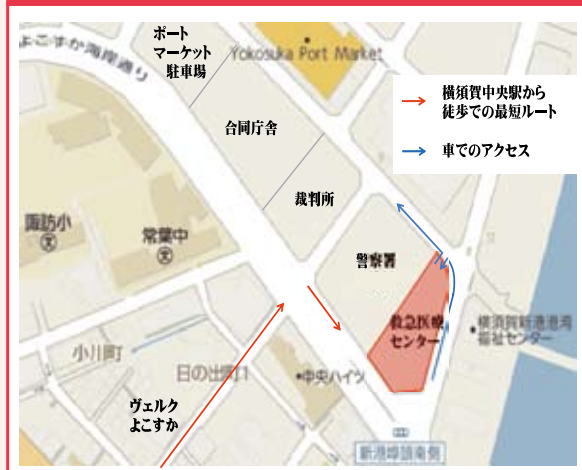 よこすか海岸通り
ポート
マーケット
駐車場
Yokosuka Port Market
横須賀中央駅から
徒歩での最短ルート
車でのアクセス
合同庁舎
裁判所
諏訪小
常葉中
警察署
救急医療
センター
横須賀新港港湾
福祉センター
小川町
日の出町1
中央ハイツ
ヴェルク
よこすか
新港埠頭南側